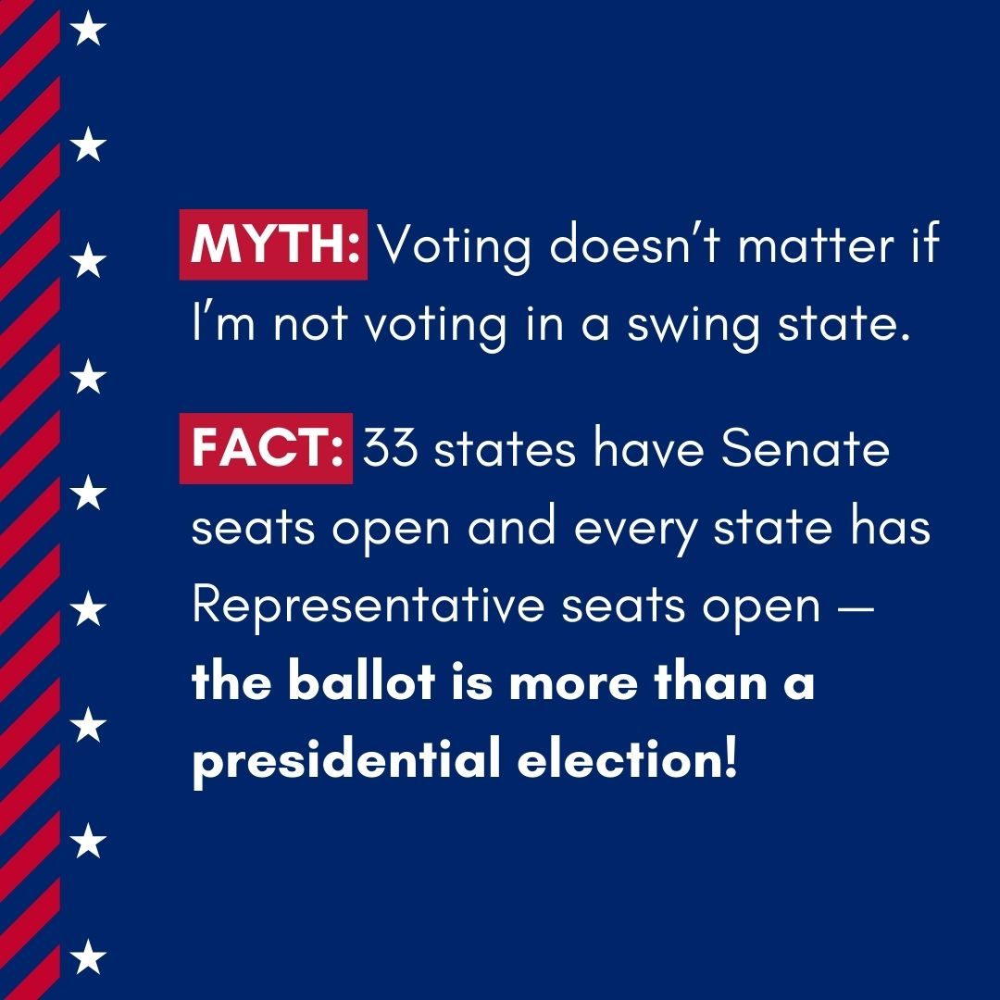 MYTH: Voting doesn’t matter if
I’m not voting in a swing state.
FACT: 33 states have Senate
seats open and every state has
Representative seats open —
the ballot is more than a
presidential election!